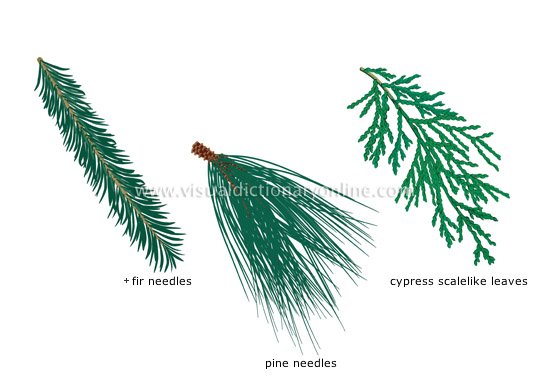 www.visualdictionaryonline.com
+ fir needles
cypress scalelike leaves
pine needles